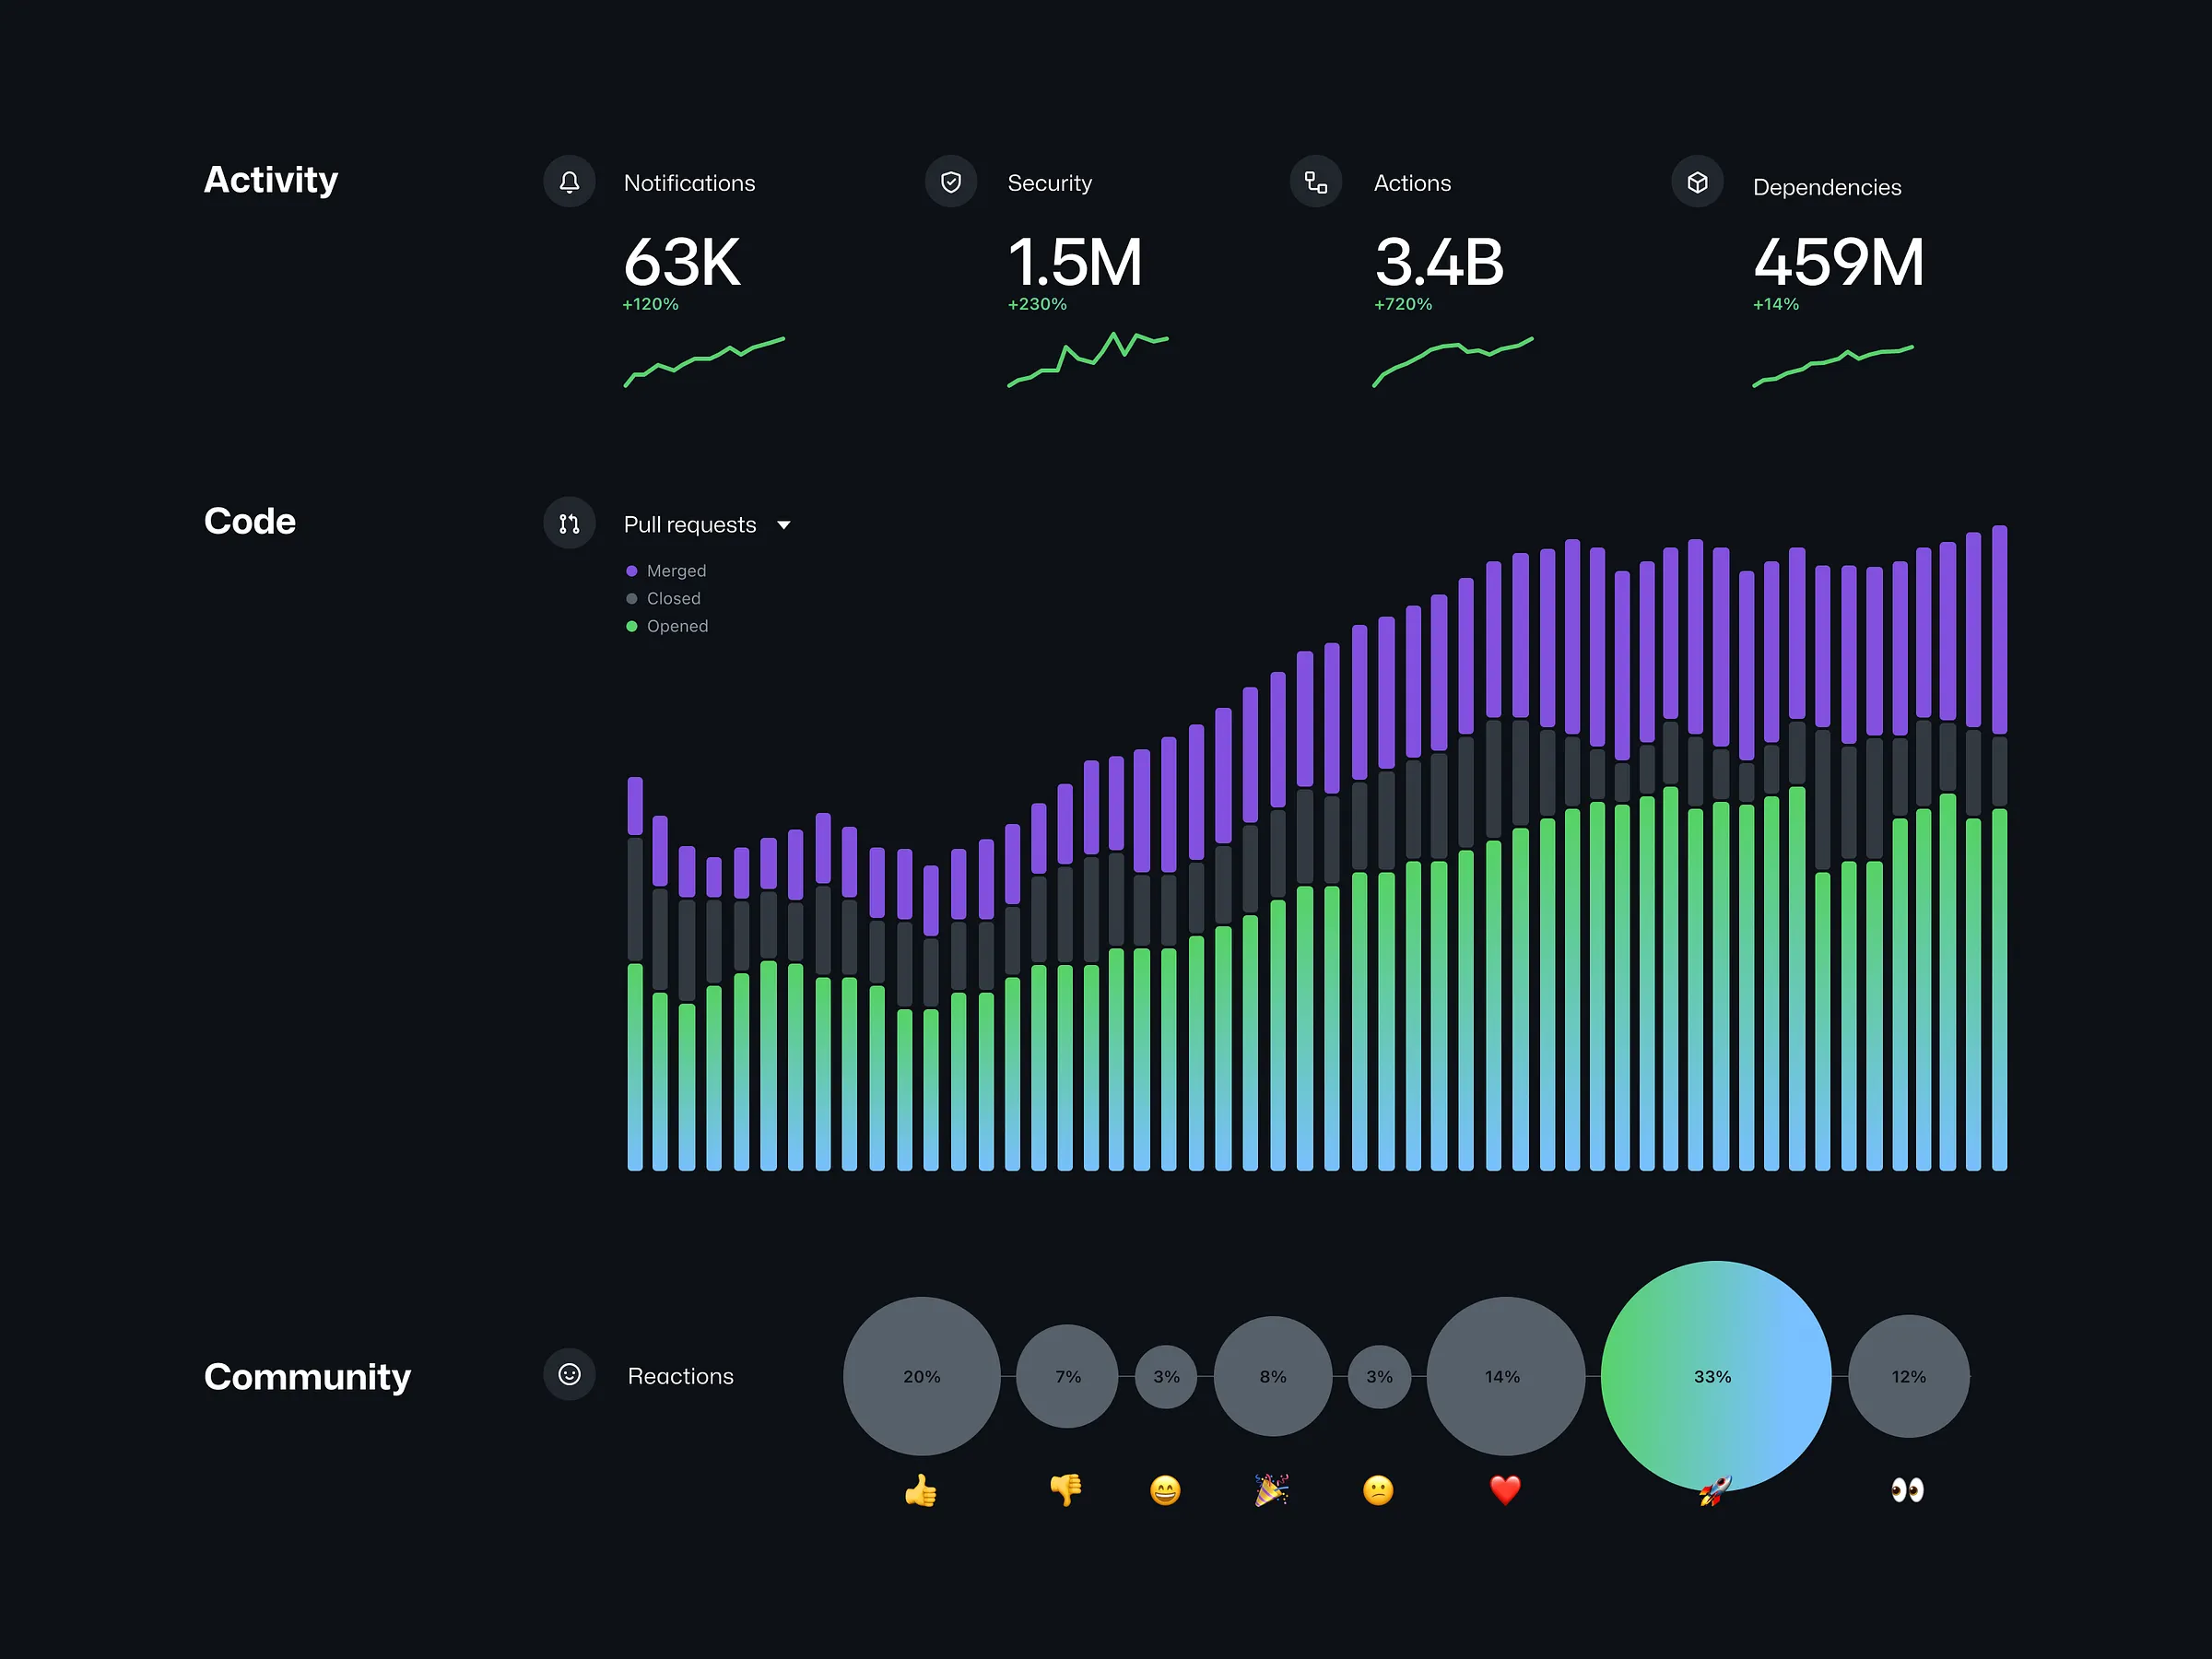 Activity
Notifications
63K
+120%
Security
1.5M
+230%
Actions
3.4B
+720%
Dependencies
459M
+14%
Code
Pull requests
Merged
Closed
Opened
Community
Reactions
20% 7% 3% 8% 3% 14% 33% 12%